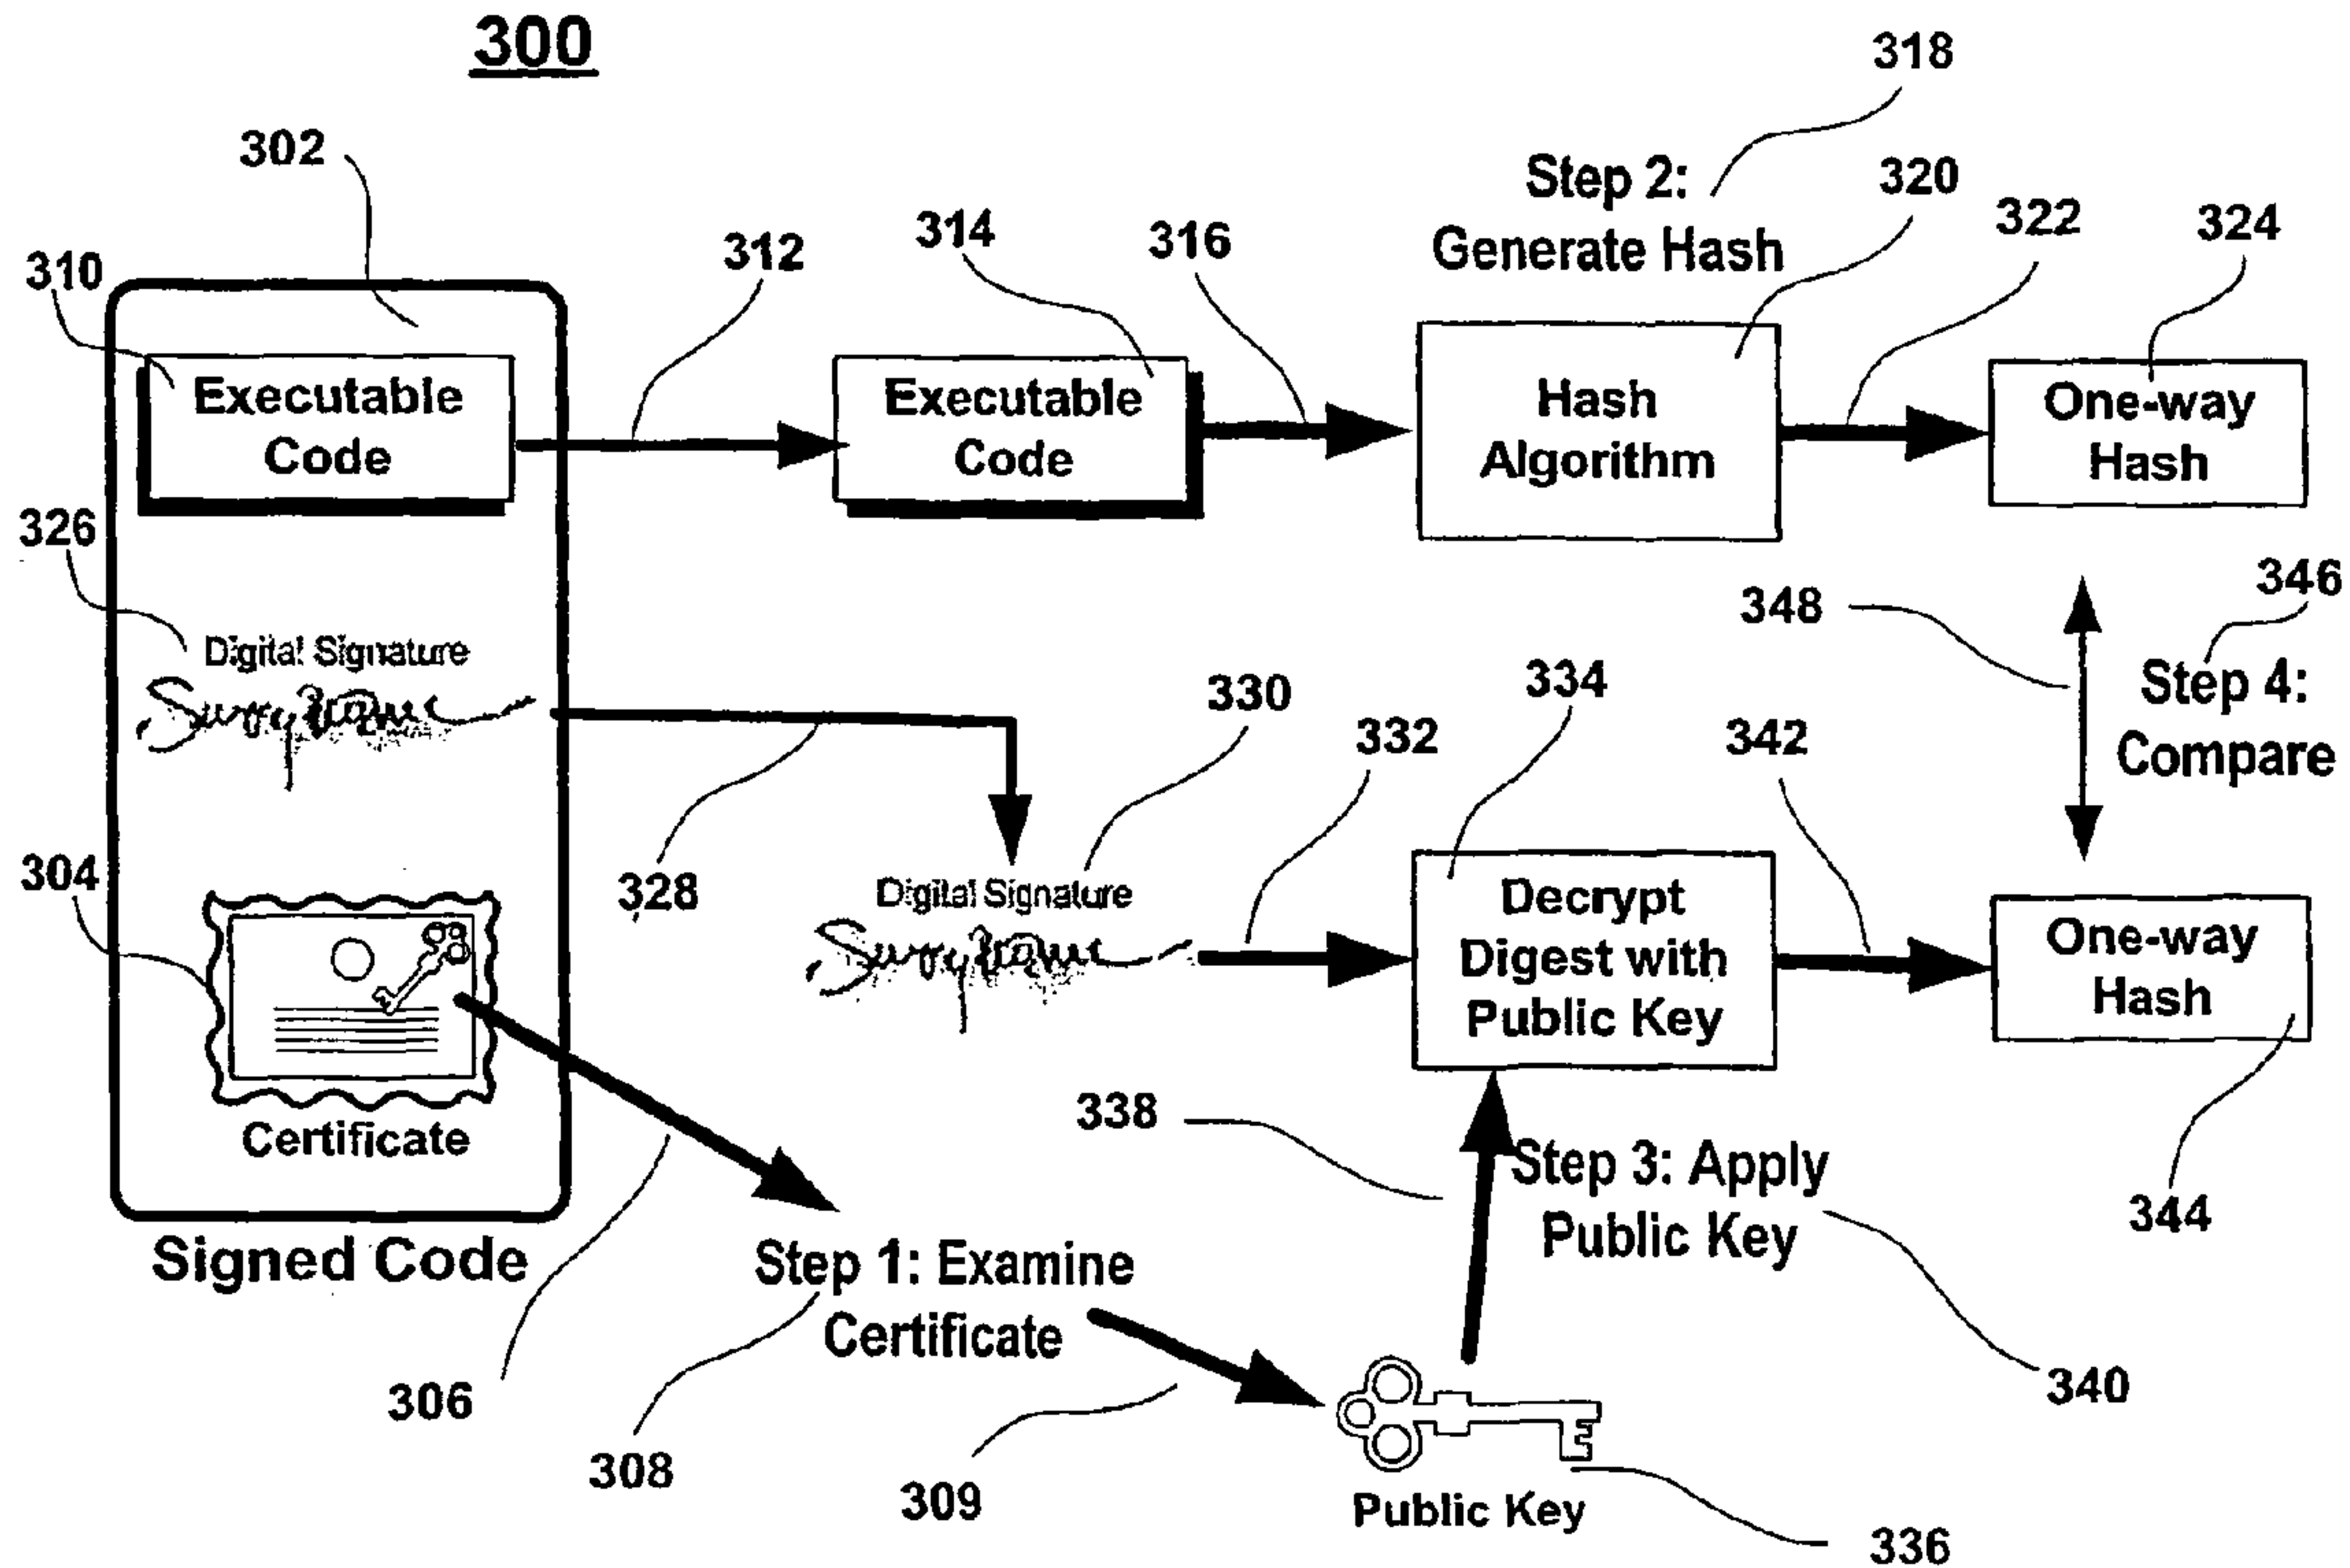 300
318
302
Step 2:
320
314
322
324
312
316
Generate Hash
310
Executable
Code
Executable
Code
Hash
Algorithm
One-way
Hash
326
346
348
Digital Signature
330
334
Step 4:
Compare
332
342
304
328
Digital Signature
Decrypt
Digest with
Public Key
One-way
Hash
338
Certificate
Step 3: Apply
Public Key
344
Signed Code
Step 1: Examine
Certificate
306
340
308
309
Public Key
336